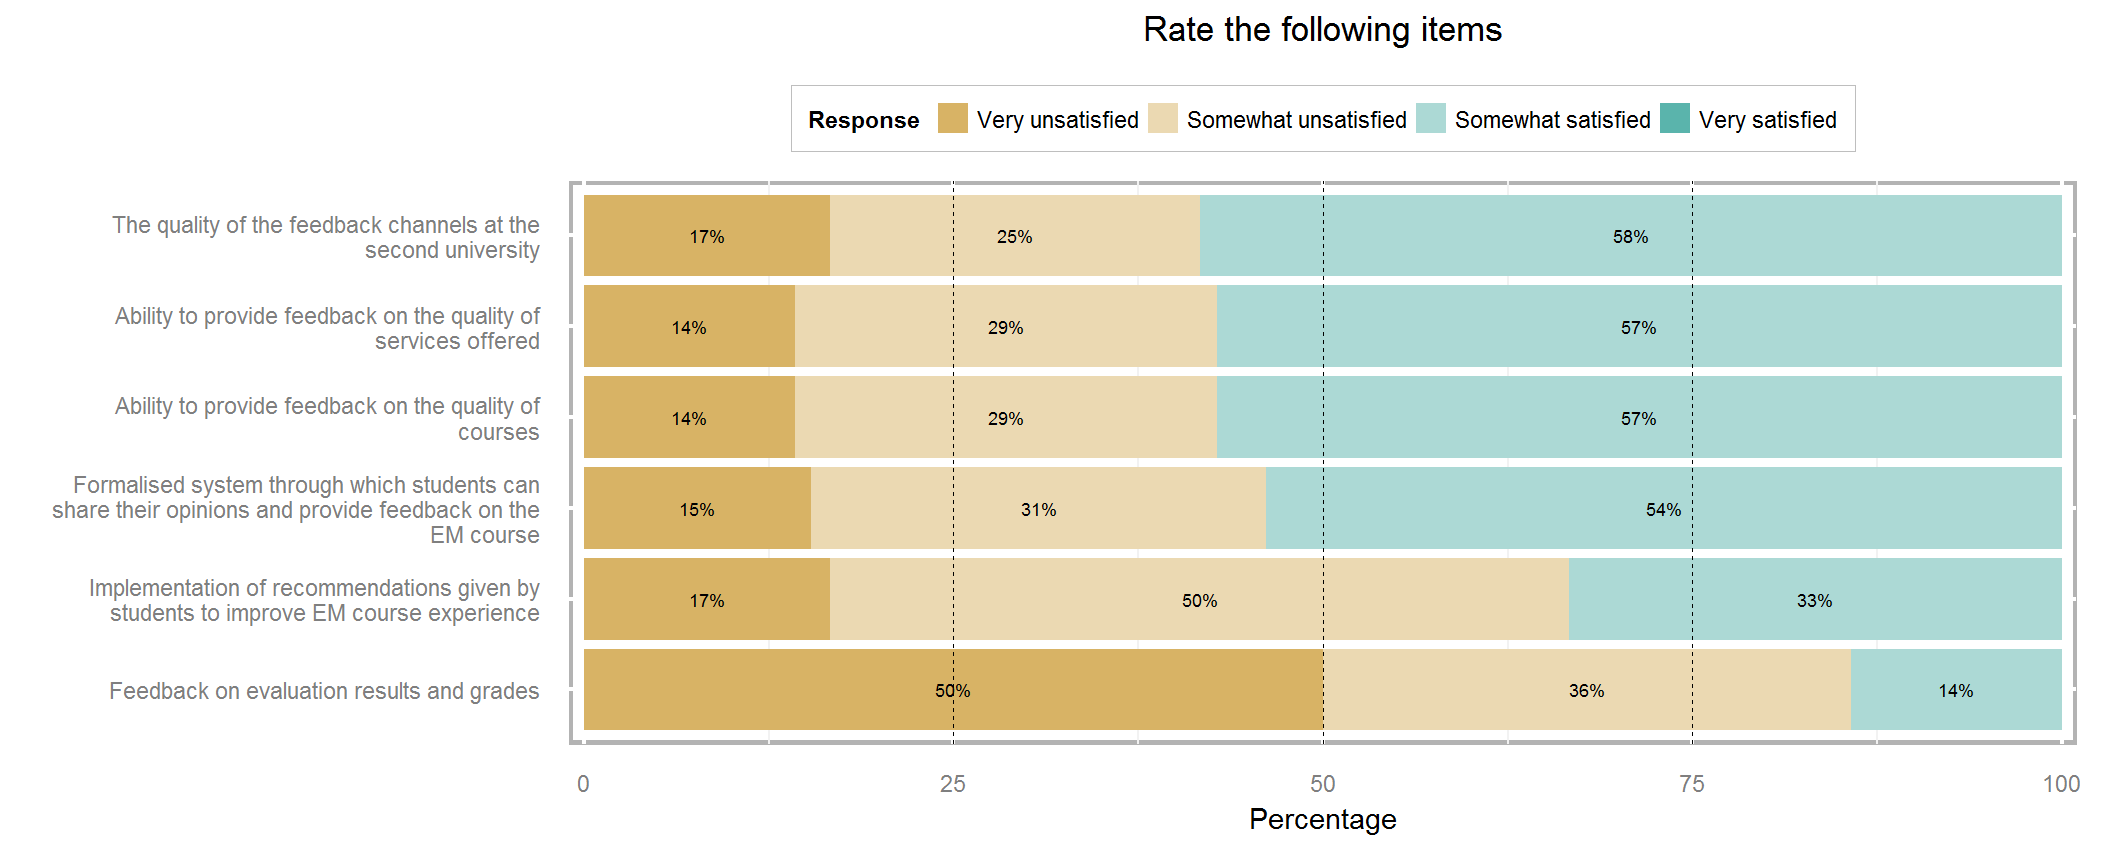 Rate the following items
Response Very unsatisfied Somewhat unsatisfied Somewhat satisfied Very satisfied
The quality of the feedback channels at the
second university
17% 25% 58%
Ability to provide feedback on the quality of
services offered
14% 29% 57%
Ability to provide feedback on the quality of
courses
14% 29% 57%
Formalised system through which students can
share their opinions and provide feedback on the
EM course
15% 31% 54%
Implementation of recommendations given by
students to improve EM course experience
17% 50% 33%
Feedback on evaluation results and grades
50% 36% 14%
0 25 50 75 100
Percentage